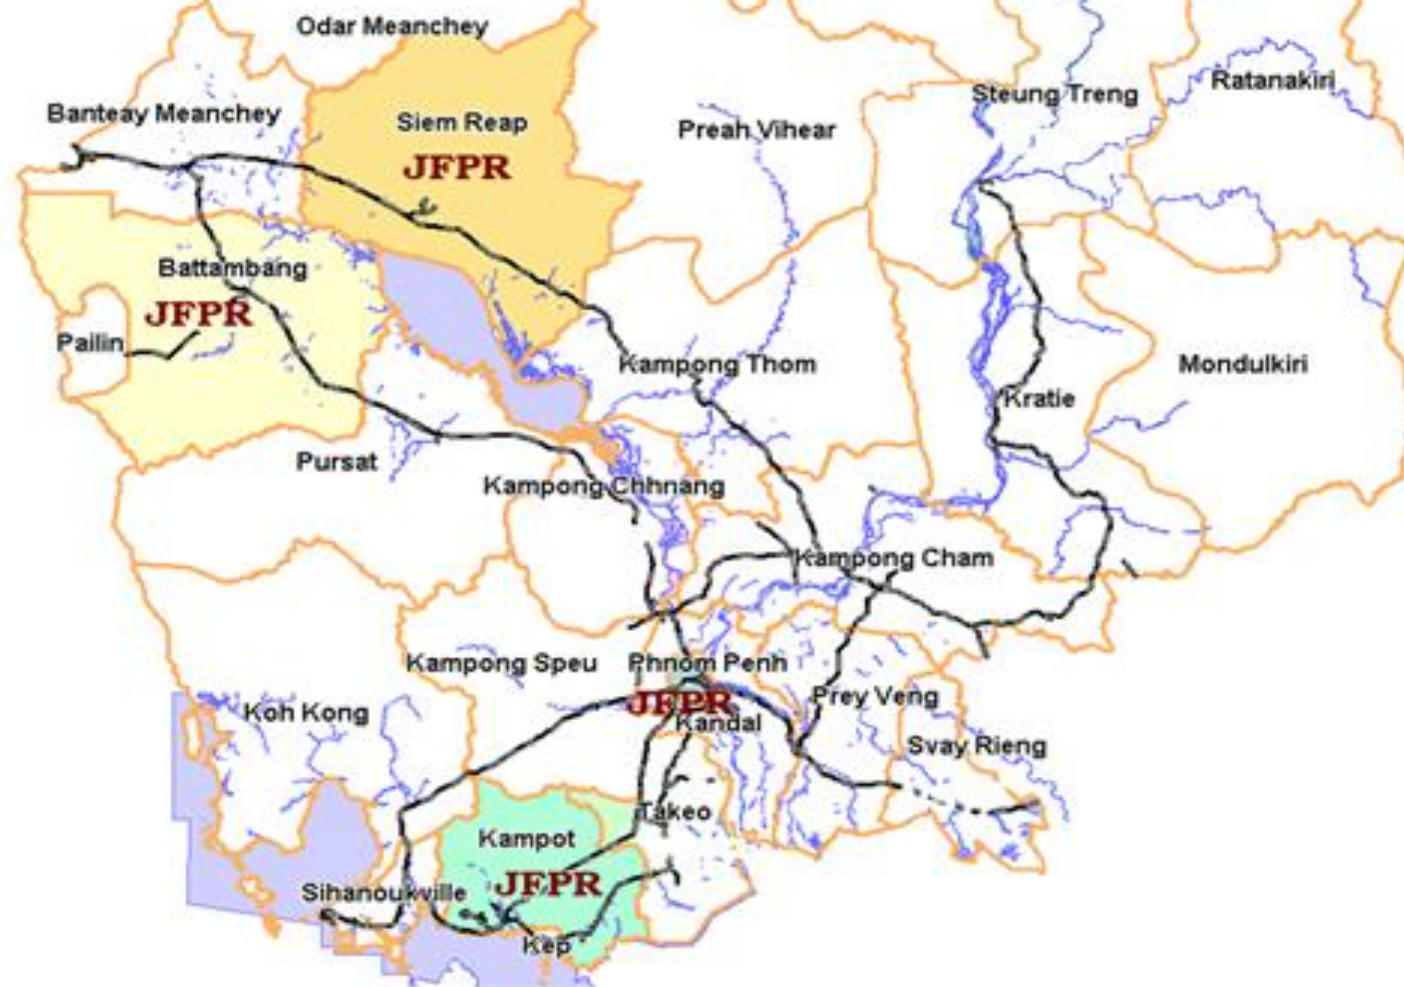 Odar Meanchey
Steung Treng
Ratanakiri
Banteay Meanchey
Siem Reap
Preah Vihear
JFPR
Battambang
JFPR
Pailin
Kampong Thom
Mondulkiri
Kratie
Pursat
Kampong Chhnang
Kampong Cham
Kampong Speu
Phnom Penh
JFPR
Prey Veng
Koh Kong
Kandal
Svay Rieng
Takeo
Kampot
JFPR
Sihanoukville
Kep